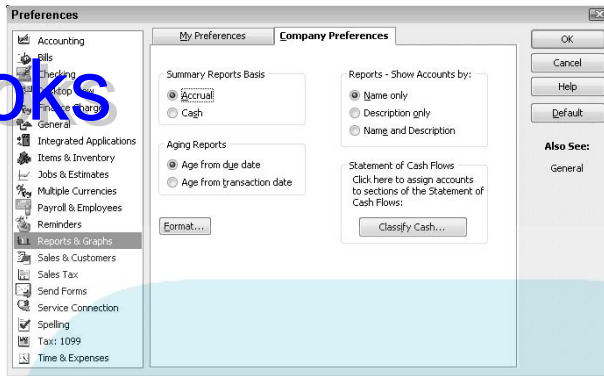 Preferences
Accounting
Bills
Checking
oks
General
Integrated Applications
Items & Inventory
Jobs & Estimates
Multiple Currencies
Payroll & Employees
Reminders
Reports & Graphs
Sales & Customers
Sales Tax
Send Forms
Service Connection
Spelling
Tax: 1099
Time & Expenses
My Preferences
Company Preferences
Summary Reports Basis
Accrual
Cash
Aging Reports
Age from due date
Age from transaction date
Format...
Reports - Show Accounts by:
Name only
Description only
Name and Description
Statement of Cash Flows
Click here to assign accounts
to sections of the Statement of
Cash Flows:
Classify Cash...
OK
Cancel
Help
Default
Also See:
General